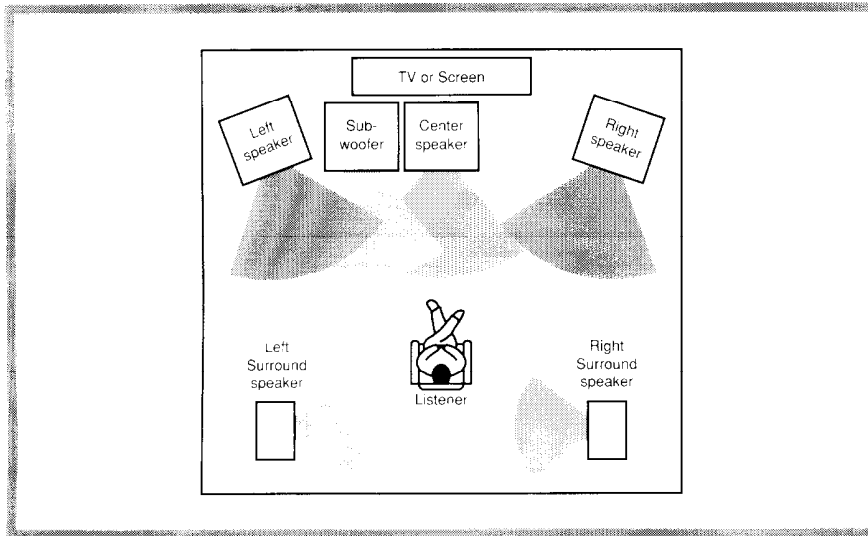 TV or Screen
Left
speaker
Sub-
woofer
Center
speaker
Right
speaker
Left
Surround
speaker
Listener
Right
Surround
speaker